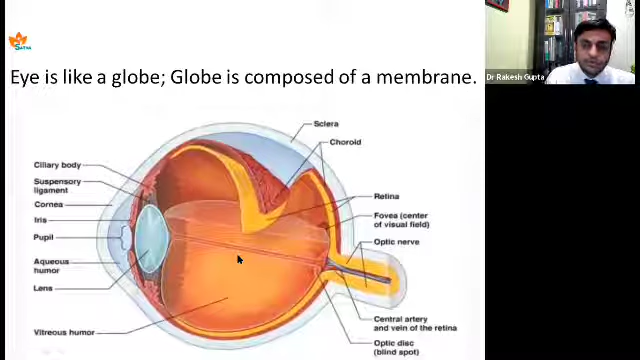 Eye is like a globe; Globe is composed of a membrane.
Dr Rakesh Gupta
Sclera
Choroid
Ciliary body
Suspensory
ligament
Cornea
Iris
Pupil
Aqueous
humor
Lens
Vitreous humor
Retina
Fovea (center
of visual field)
Optic nerve
Central artery
and vein of the retina
Optic disc
(blind spot)